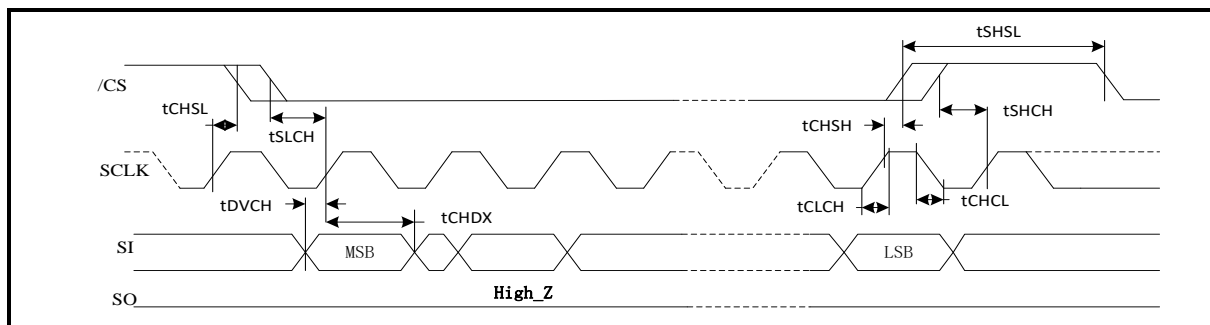 tSHSL
/CS
tCHSL
tSLCH
tCHSH
tSHCH
SCLK
tDVCH
tCHDX
tCLCH
tCHCL
SI
MSB
LSB
High_Z
SO